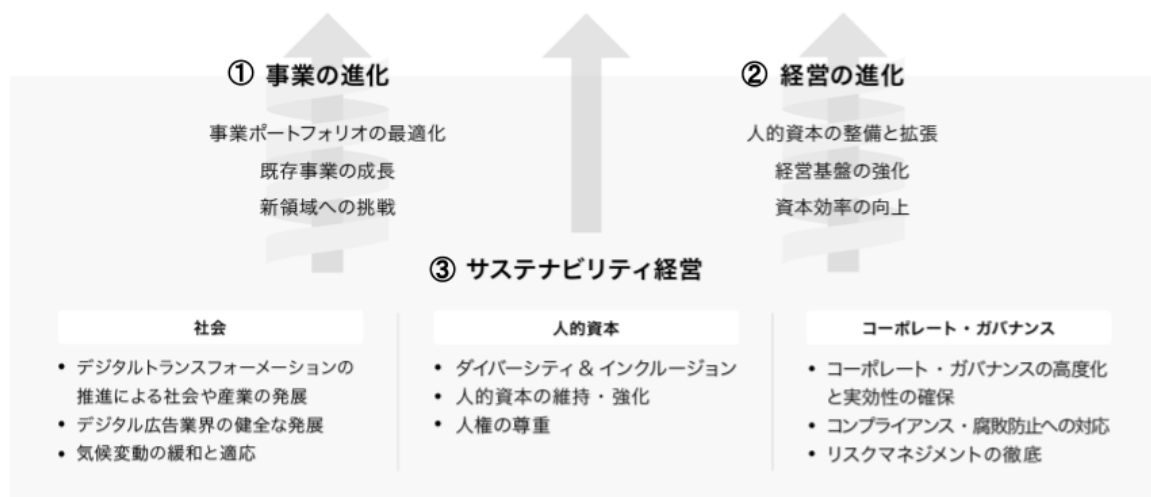 ① 事業の進化
事業ポートフォリオの最適化
既存事業の成長
新領域への挑戦
② 経営の進化
人的資本の整備と拡張
経営基盤の強化
資本効率の向上
③ サステナビリティ経営
社会
• デジタルトランスフォーメーションの
推進による社会や産業の発展
• デジタル広告業界の健全な発展
• 気候変動の緩和と適応
人的資本
• ダイバーシティ & インクルージョン
• 人的資本の維持・強化
• 人権の尊重
コーポレート・ガバナンス
• コーポレート・ガバナンスの高度化
と実効性の確保
• コンプライアンス・腐敗防止への対応
• リスクマネジメントの徹底